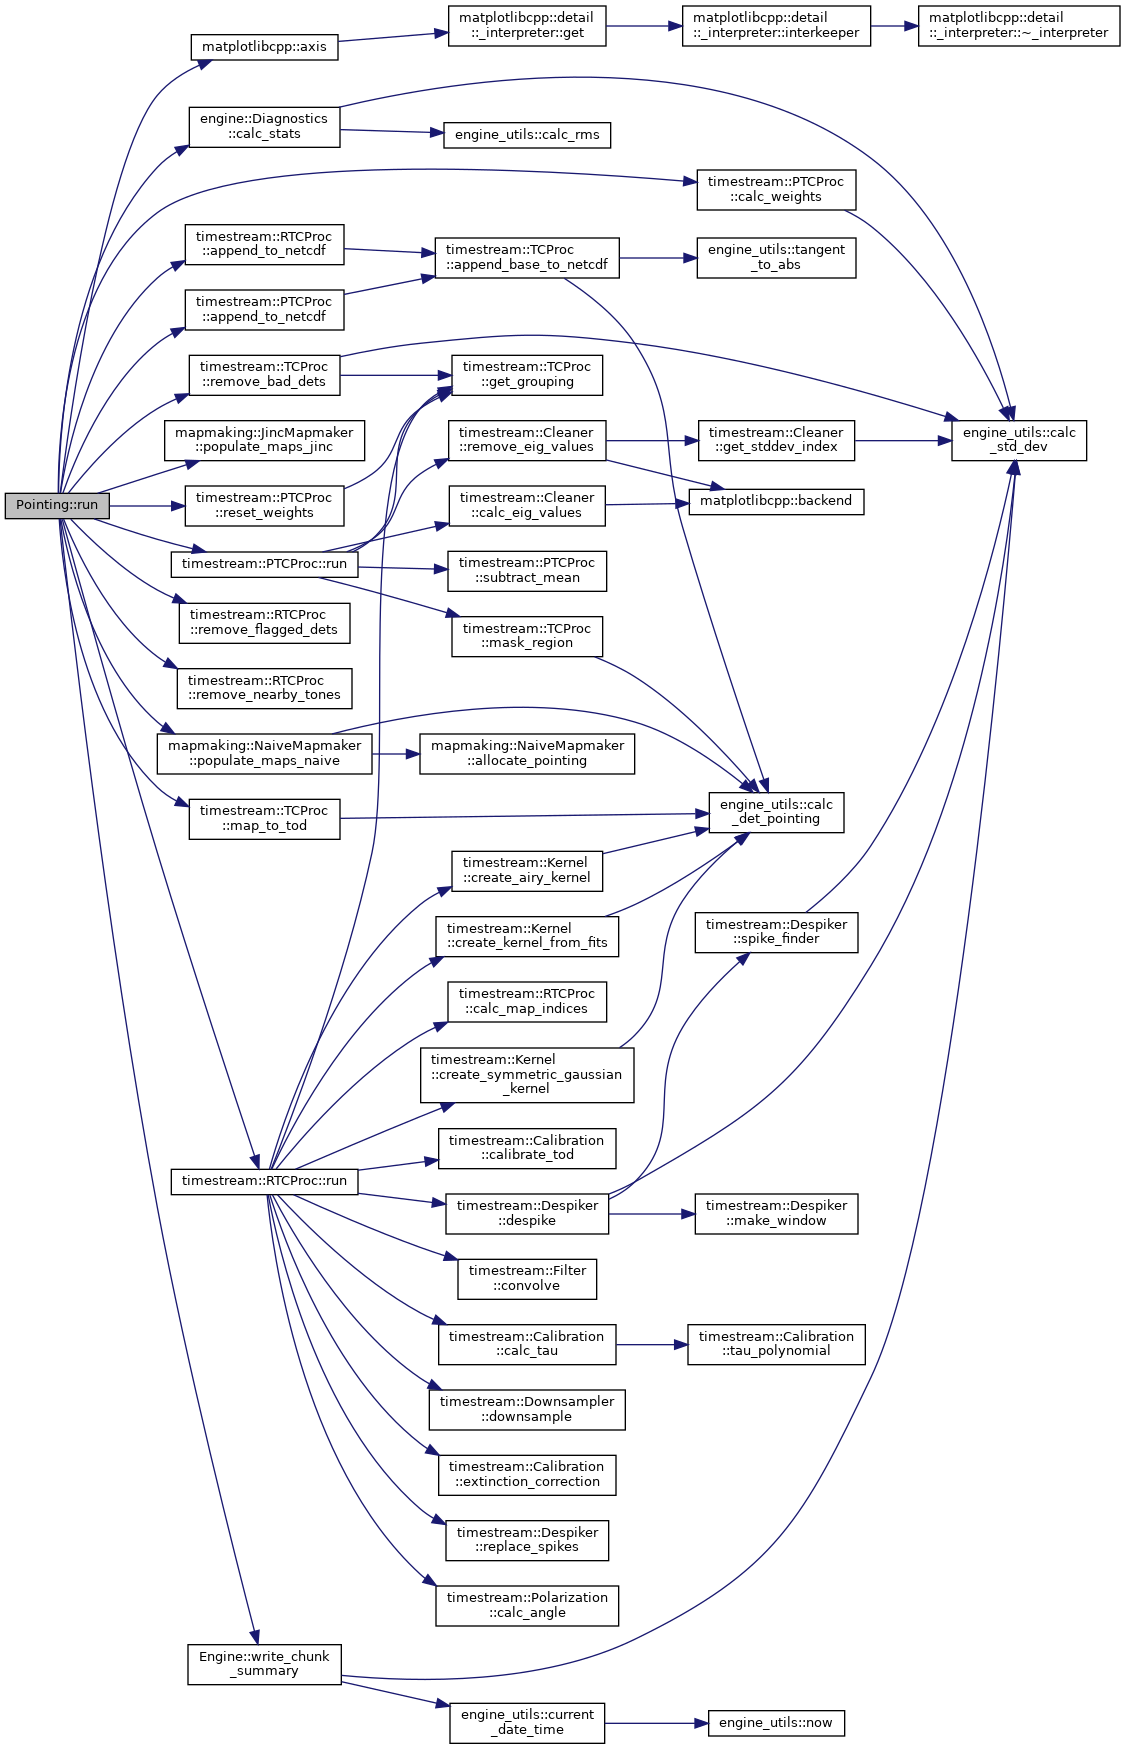 matplotlibcpp::detail
::_interpreter::get
matplotlibcpp::detail
::_interpreter::interkeeper
matplotlibcpp::detail
::_interpreter::~_interpreter
matplotlibcpp::axis
engine::Diagnostics
::calc_stats
engine_utils::calc_rms
timestream::PTCProc
::calc_weights
timestream::RTCProc
::append_to_netcdf
timestream::TCProc
::append_base_to_netcdf
engine_utils::tangent
_to_abs
timestream::PTCProc
::append_to_netcdf
timestream::TCProc
::remove_bad_dets
timestream::TCProc
::get_grouping
mapmaking::JincMapmaker
::populate_maps_jinc
timestream::Cleaner
::remove_eig_values
timestream::Cleaner
::get_stddev_index
engine_utils::calc
_std_dev
Pointing::run
timestream::PTCProc
::reset_weights
timestream::Cleaner
::calc_eig_values
matplotlibcpp::backend
timestream::PTCProc::run
timestream::PTCProc
::subtract_mean
timestream::RTCProc
::remove_flagged_dets
timestream::TCProc
::mask_region
timestream::RTCProc
::remove_nearby_tones
mapmaking::NaiveMapmaker
::populate_maps_naive
mapmaking::NaiveMapmaker
::allocate_pointing
timestream::TCProc
::map_to_tod
engine_utils::calc
_det_pointing
timestream::Kernel
::create_airy_kernel
timestream::Kernel
::create_kernel_from_fits
timestream::Despiker
::spike_finder
timestream::RTCProc
::calc_map_indices
timestream::Kernel
::create_symmetric_gaussian
_kernel
timestream::Calibration
::calibrate_tod
timestream::RTCProc::run
timestream::Despiker
::despike
timestream::Despiker
::make_window
timestream::Filter
::convolve
timestream::Calibration
::calc_tau
timestream::Calibration
::tau_polynomial
timestream::Downsampler
::downsample
timestream::Calibration
::extinction_correction
timestream::Despiker
::replace_spikes
timestream::Polarization
::calc_angle
Engine::write_chunk
_summary
engine_utils::current
_date_time
engine_utils::now